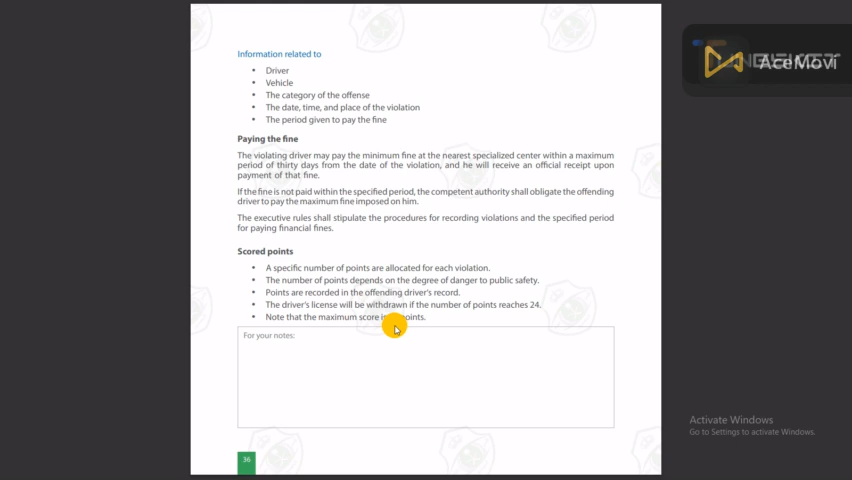 Information related to
• Driver
• Vehicle
• The category of the offense
• The date, time, and place of the violation
• The period given to pay the fine
Paying the fine
The violating driver may pay the minimum fine at the nearest specialized center within a maximum
period of thirty days from the date of the violation, and he will receive an official receipt upon
payment of that fine.
If the fine is not paid within the specified period, the competent authority shall obligate the offending
driver to pay the maximum fine imposed on him.
The executive rules shall stipulate the procedures for recording violations and the specified period
for paying financial fines.
Scored points
• A specific number of points are allocated for each violation.
• The number of points depends on the degree of danger to public safety.
• Points are recorded in the offending driver's record.
• The driver's license will be withdrawn if the number of points reaches 24.
• Note that the maximum score points.
For your notes:
36
AceMovi
Activate Windows
Go to Settings to activate Windows.